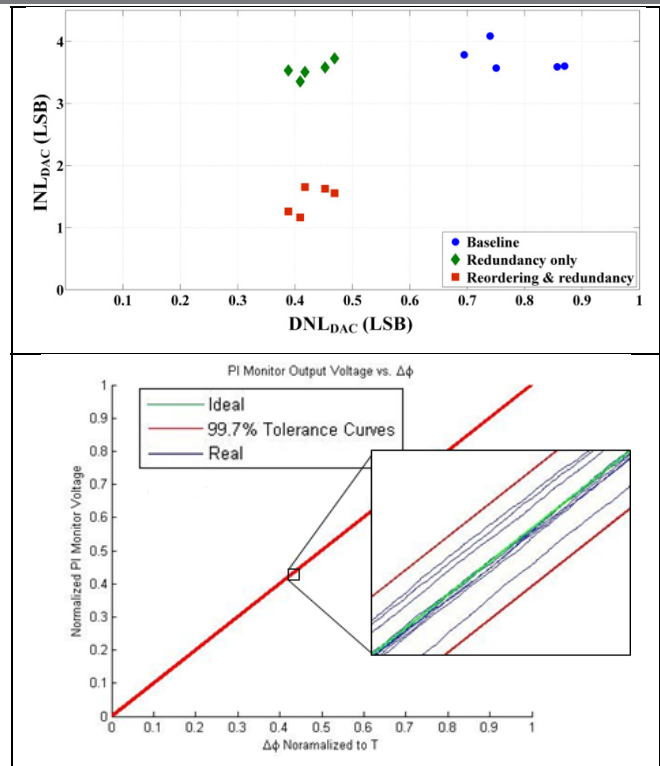 4
3
2
1
0
INL_DAC (LSB)
Baseline
Redundancy only
Reordering & redundancy
0.1 0.2 0.3 0.4 0.5 0.6 0.7 0.8 0.9 1
DNL_DAC (LSB)
PI Monitor Output Voltage vs. Δϕ
1
0.9
0.8
0.7
0.6
0.5
0.4
0.3
0.2
0.1
0
Normalized PI Monitor Voltage
Ideal
99.7% Tolerance Curves
Real
0 0.1 0.2 0.3 0.4 0.5 0.6 0.7 0.8 0.9 1
Δϕ Noramalized to T